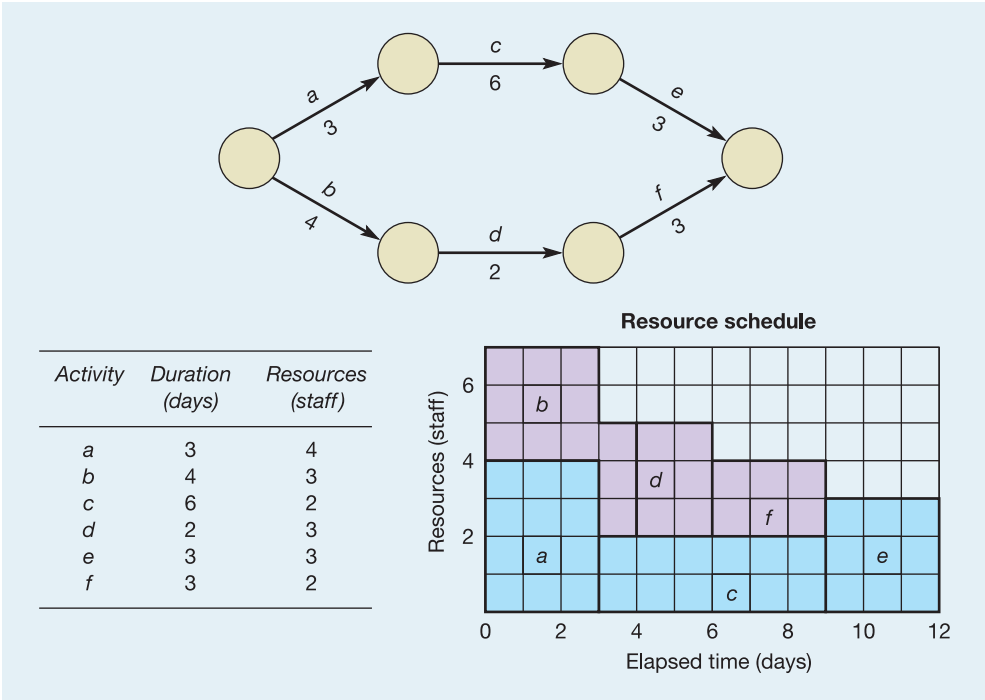 c
6
a
3
e
3
b
4
f
3
d
2
Activity Duration (days) Resources (staff)
a 3 4
b 4 3
c 6 2
d 2 3
e 3 3
f 3 2
Resource schedule
Resources (staff)
6
4
2
b
d
f
a
c
e
0 2 4 6 8 10 12
Elapsed time (days)